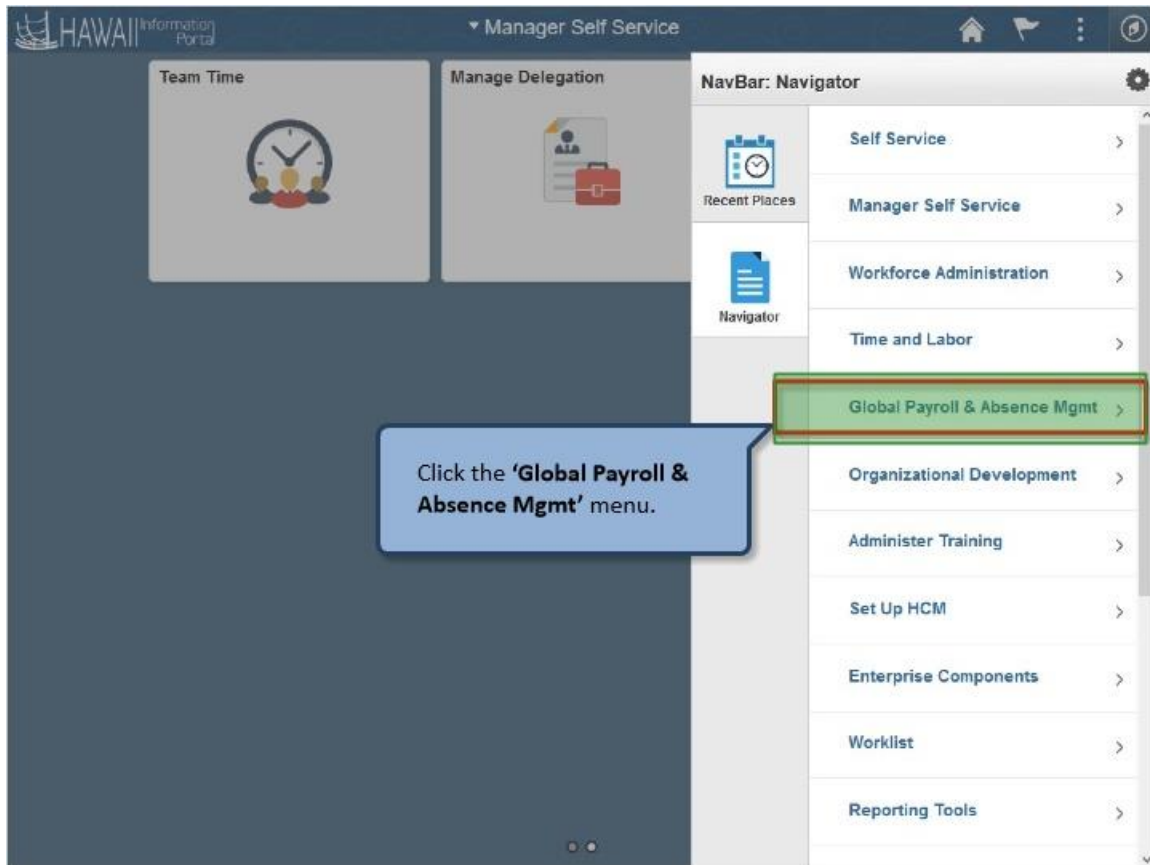 HAWAII Information
Portal
Manager Self Service
Team Time
Manage Delegation
NavBar: Navigator
Recent Places
Navigator
Self Service
Manager Self Service
Workforce Administration
Time and Labor
Global Payroll & Absence Mgmt
Organizational Development
Administer Training
Set Up HCM
Enterprise Components
Worklist
Reporting Tools
Click the ‘Global Payroll &
Absence Mgmt’ menu.